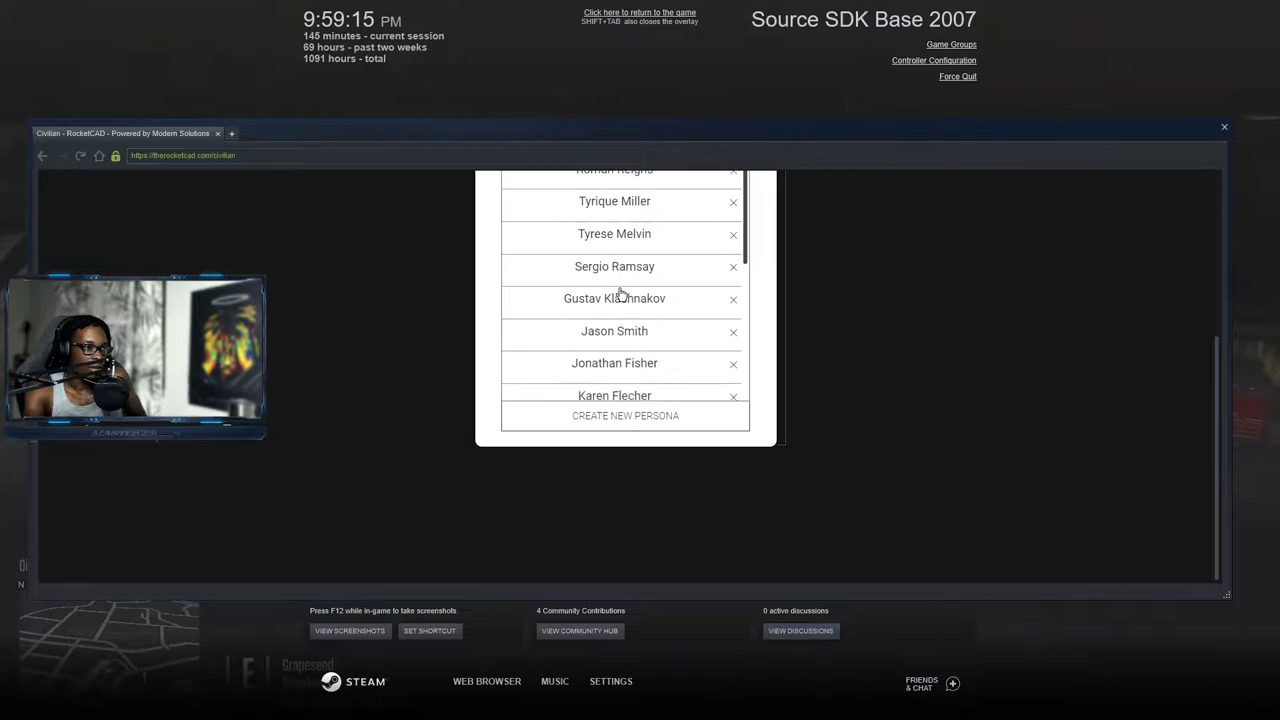 9:59:15 PM
145 minutes - current session
69 hours - past two weeks
1091 hours - total
Click here to return to the game
SHIFT+TAB also closes the overlay
Source SDK Base 2007
Game Groups
Controller Configuration
Force Quit
Civilian - RocketCAD - Powered by Modern Solutions
https://therocketcad.com/civilian
Roman Reigns
Tyrique Miller
Tyrese Melvin
Sergio Ramsay
Gustav
Jason Smith
Jonathan Fisher
Karen Flecher
CREATE NEW PERSONA
Press F12 while in-game to take screenshots
VIEW SCREENSHOTS
SET SHORTCUT
4 Community Contributions
VIEW COMMUNITY HUB
0 active discussions
VIEW DISCUSSIONS
Grapeseed
STEAM
WEB BROWSER
MUSIC
SETTINGS
FRIENDS
& CHAT